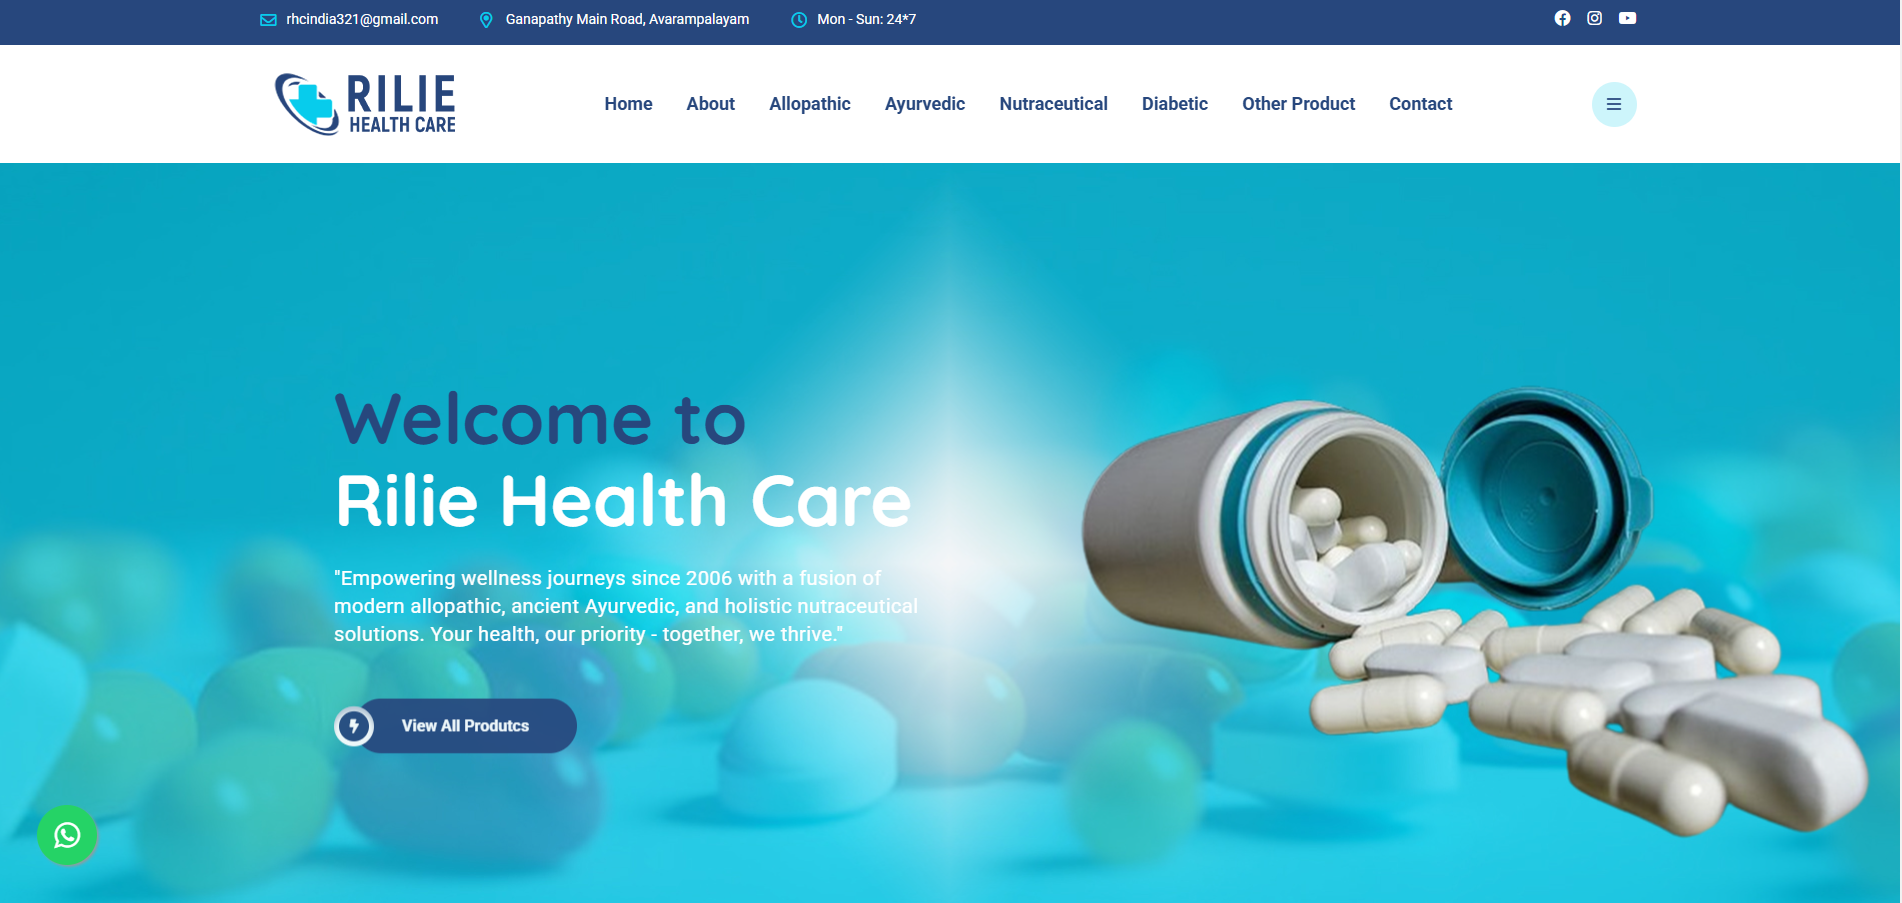 rhcindia321@gmail.com Ganapathy Main Road, Avarampalayam Mon - Sun: 24*7
RILIE
HEALTH CARE
Home About Allopathic Ayurvedic Nutraceutical Diabetic Other Product Contact
Welcome to
Rilie Health Care
"Empowering wellness journeys since 2006 with a fusion of
modern allopathic, ancient Ayurvedic, and holistic nutraceutical
solutions. Your health, our priority - together, we thrive."
View All Produtcs